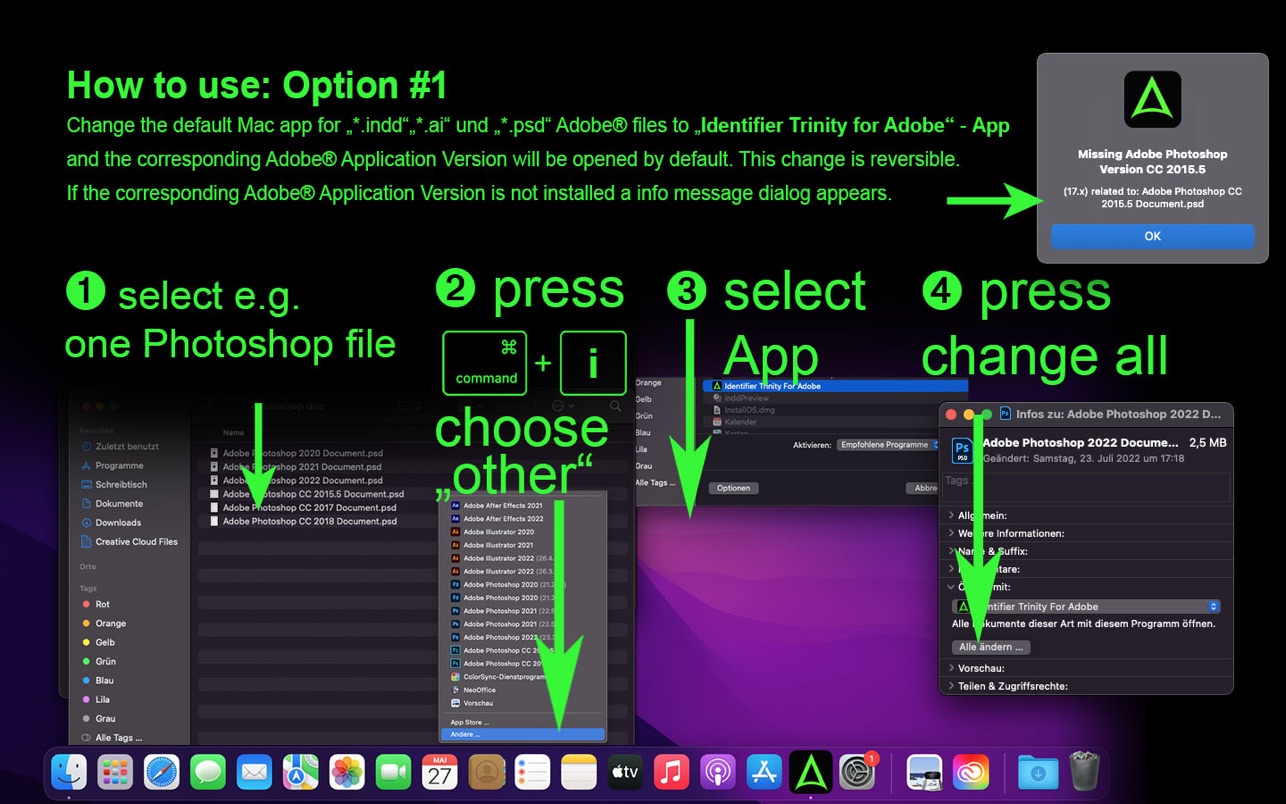 How to use: Option #1
Change the default Mac app for „*.indd“„*.ai“ und „*.psd“ Adobe® files to „Identifier Trinity for Adobe“ - App
and the corresponding Adobe® Application Version will be opened by default. This change is reversible.
If the corresponding Adobe® Application Version is not installed a info message dialog appears.
Missing Adobe Photoshop
Version CC 2015.5
(17.x) related to: Adobe Photoshop CC
2015.5 Document.psd
OK
1 select e.g.
one Photoshop file
2 press
⌘
command
+
i
choose
„other“
3 select
App
4 press
change all
Favoriten
Zuletzt benutzt
Programme
Schreibtisch
Dokumente
Downloads
Creative Cloud Files
Orte
Tags
Rot
Orange
Gelb
Grün
Blau
Lila
Grau
Alle Tags ...
Name
Adobe Photoshop 2020 Document.psd
Adobe Photoshop 2021 Document.psd
Adobe Photoshop 2022 Document.psd
Adobe Photoshop CC 2015.5 Document.psd
Adobe Photoshop CC 2017 Document.psd
Adobe Photoshop CC 2018 Document.psd
Adobe After Effects 2021
Adobe After Effects 2022
Adobe Illustrator 2020
Adobe Illustrator 2021
Adobe Illustrator 2022 (26.4.
Adobe Illustrator 2022 (26.3.
Adobe Photoshop 2020 (21.2
Adobe Photoshop 2020 (21.
Adobe Photoshop 2021 (22.5
Adobe Photoshop 2021 (22.
Adobe Photoshop 2022 (23.
Adobe Photoshop CC
Adobe Photoshop CC 20
ColorSync-Dienstprogram
NeoOffice
Vorschau
App Store ...
Andere ...
Orange
Gelb
Grün
Blau
Lila
Grau
Alle Tags ...
Identifier Trinity For Adobe
inddPreview
InstallOS.dmg
Kalender
Aktivieren:
Empfohlene Programme
Optionen
Abbre
Infos zu: Adobe Photoshop 2022 D...
Ps
PSD
Adobe Photoshop 2022 Docume...
2,5 MB
Geändert: Samstag, 23. Juli 2022 um 17:18
Tags
Allgemein:
Weitere Informationen:
Name & Suffix:
Kommentare:
Öffnen mit:
Identifier Trinity For Adobe
Alle Dokumente dieser Art mit diesem Programm öffnen.
Alle ändern ...
Vorschau:
Teilen & Zugriffsrechte:
MAI
27
tv
1